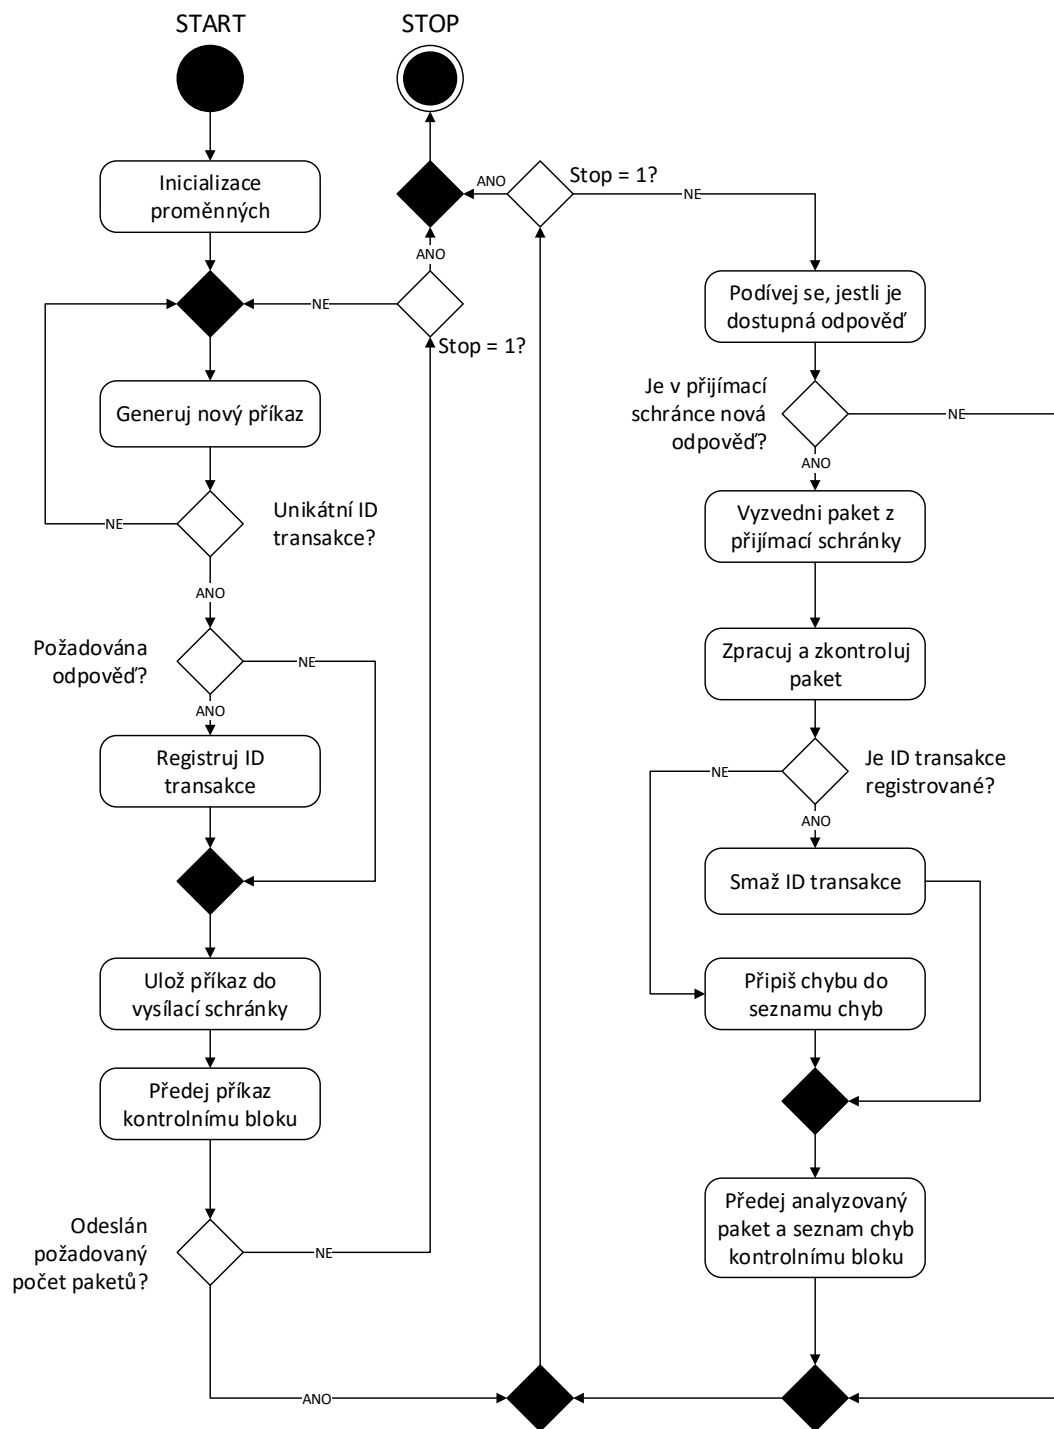 START
STOP
Inicializace
proměnných
Stop = 1?
ANO
NE
ANO
NE
Stop = 1?
Podívej se, jestli je
dostupná odpověď
Generuj nový příkaz
Je v přijímací
schránce nová
odpověď?
NE
ANO
Unikátní ID
transakce?
NE
ANO
Vyzvedni paket z
přijímací schránky
Požadována
odpověď?
NE
ANO
Zpracuj a zkontroluj
paket
Registruj ID
transakce
Je ID transakce
registrované?
NE
ANO
Smaž ID transakce
Ulož příkaz do
vysílací schránky
Připiš chybu do
seznamu chyb
Předej příkaz
kontrolnímu bloku
Odeslán
požadovaný
počet paketů?
NE
Předej analyzovaný
paket a seznam chyb
kontrolnímu bloku
ANO